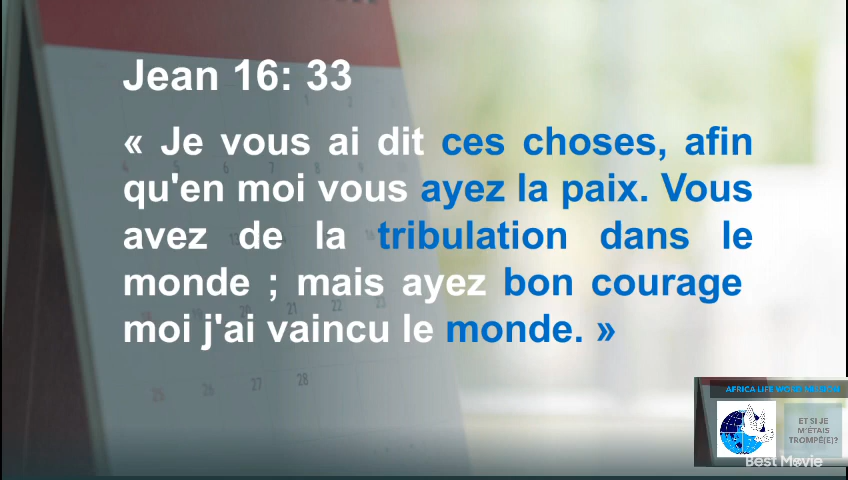 Jean 16: 33
« Je vous ai dit ces choses, afin
qu'en moi vous ayez la paix. Vous
avez de la tribulation dans le
monde ; mais ayez bon courage
moi j'ai vaincu le monde. »
AFRICA LIFE WORD MISSION
ET SI JE
M'ÉTAIS
TROMPÉ(E)?
Best Movie